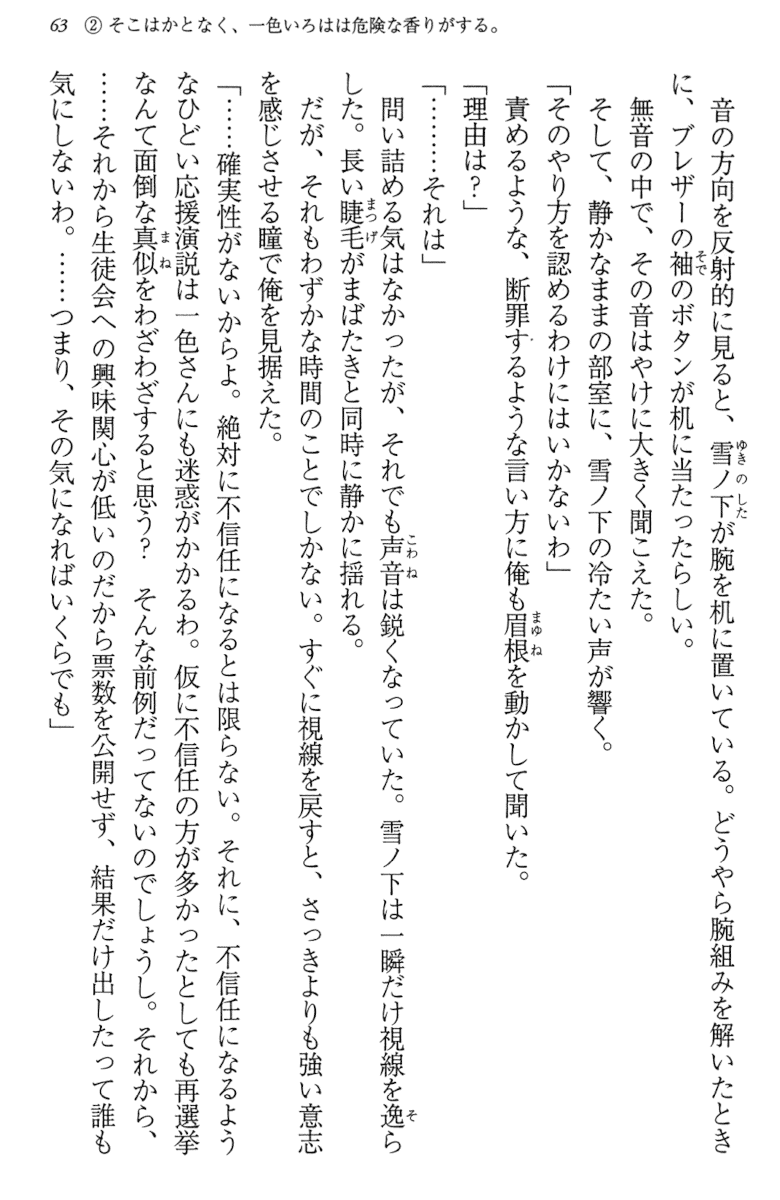 63 ② そこはかとなく、一色いろはは危険な香りがする。
音の方向を反射的に見ると、雪ノ下が腕を机に置いている。どうやら腕組みを解いたとき
に、ブレザーの袖のボタンが机に当たったらしい。
無音の中で、その音はやけに大きく聞こえた。
そして、静かなままの部室に、雪ノ下の冷たい声が響く。
「そのやり方を認めるわけにはいかないわ」
責めるような、断罪するような言い方に俺も眉根を動かして聞いた。
「理由は?」
「………それは」
問い詰める気はなかったが、それでも声音は鋭くなっていた。雪ノ下は一瞬だけ視線を逸ら
した。長い睫毛がまばたきと同時に静かに揺れる。
だが、それもわずかな時間のことでしかない。すぐに視線を戻すと、さっきよりも強い意志
を感じさせる瞳で俺を見据えた。
「……確実性がないからよ。絶対に不信任になるとは限らない。それに、不信任になるよう
なひどい応援演説は一色さんにも迷惑がかかるわ。仮に不信任の方が多かったとしても再選挙
なんて面倒な真似をわざわざすると思う? そんな前例だってないのでしょうし。それから、
……それから生徒会への興味関心が低いのだから票数を公開せず、結果だけ出したって誰も
気にしないわ。……つまり、その気になればいくらでも」